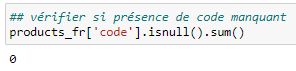 ## vérifier si présence de code manquant
products_fr['code'].isnull().sum()
0